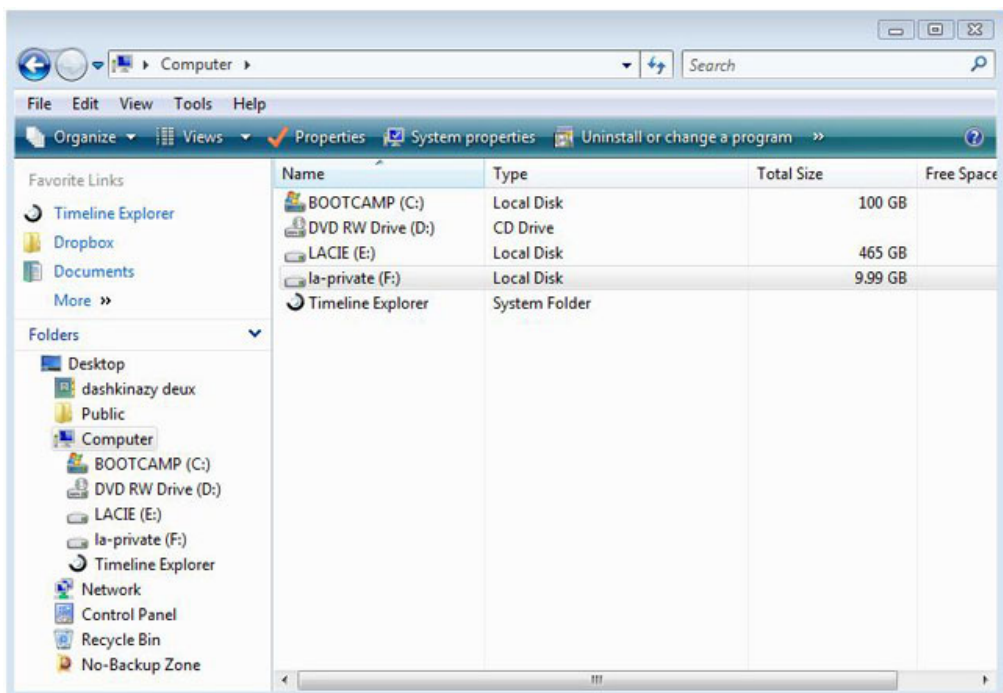 Computer
Search
File Edit View Tools Help
Organize Views Properties System properties Uninstall or change a program »
Favorite Links
Timeline Explorer
Dropbox
Documents
More »
Folders
Desktop
dashkinazy deux
Public
Computer
BOOTCAMP (C:)
DVD RW Drive (D:)
LACIE (E:)
la-private (F:)
Timeline Explorer
Network
Control Panel
Recycle Bin
No-Backup Zone
Name Type Total Size Free Space
BOOTCAMP (C:) Local Disk 100 GB
DVD RW Drive (D:) CD Drive
LACIE (E:) Local Disk 465 GB
la-private (F:) Local Disk 9.99 GB
Timeline Explorer System Folder